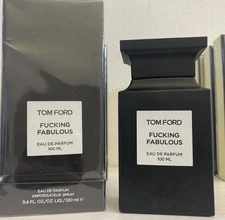 TOM FORD
FUCKING
FABULOUS
EAU DE PARFUM
100 ML
EAU DE PARFUM
VAPORISATEUR SPRAY
3.4 FL. OZ./OZ. LIQ./100 ml ℮
TOM FORD
FUCKING
FABULOUS
EAU DE PARFUM
100 ML